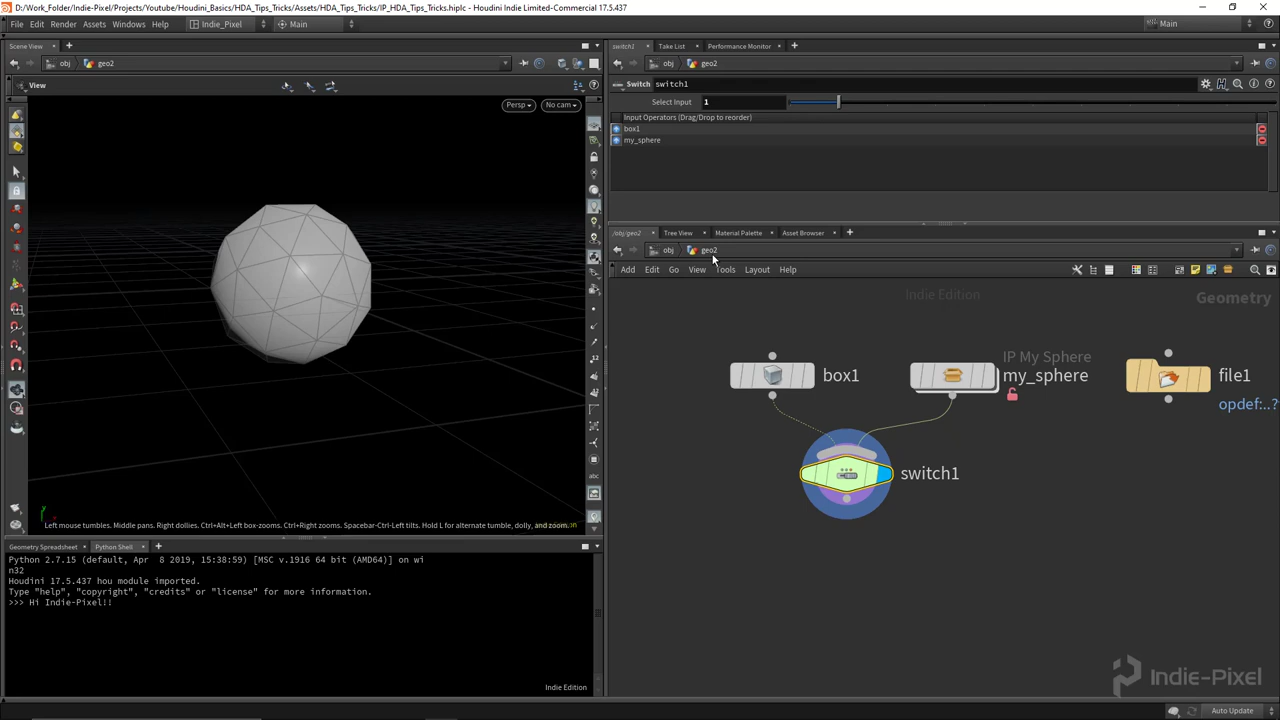 D:/Work_Folder/Indie-Pixel/Projects/Youtube/Houdini_Basics/HDA_Tips_Tricks/Assets/HDA_Tips_Tricks/IP_HDA_Tips_Tricks.hiplc - Houdini Indie Limited-Commercial 17.5.437
File Edit Render Assets Windows Help Indie_Pixel Main Main
Scene View
obj geo2
View
Persp No cam
Left mouse tumbles. Middle pans. Right dollies. Ctrl+Alt+Left box-zooms. Ctrl+Right zooms. Spacebar-Ctrl-Left tilts. Hold L for alternate tumble, dolly, and zoom.
Geometry Spreadsheet Python Shell
Python 2.7.15 (default, Apr  8 2019, 15:38:59) [MSC v.1916 64 bit (AMD64)] on wi
n32
Houdini 17.5.437 hou module imported.
Type "help", "copyright", "credits" or "license" for more information.
>>> Hi Indie-Pixel!!
Indie Edition
switch1 Take List Performance Monitor
obj geo2
Switch switch1
Select Input 1
Input Operators (Drag/Drop to reorder)
box1
my_sphere
/obj/geo2 Tree View Material Palette Asset Browser
obj geo2
Add Edit Go View Tools Layout Help
Indie Edition
Geometry
box1
IP My Sphere
my_sphere
file1
opdef:..?
switch1
Indie-Pixel
Auto Update